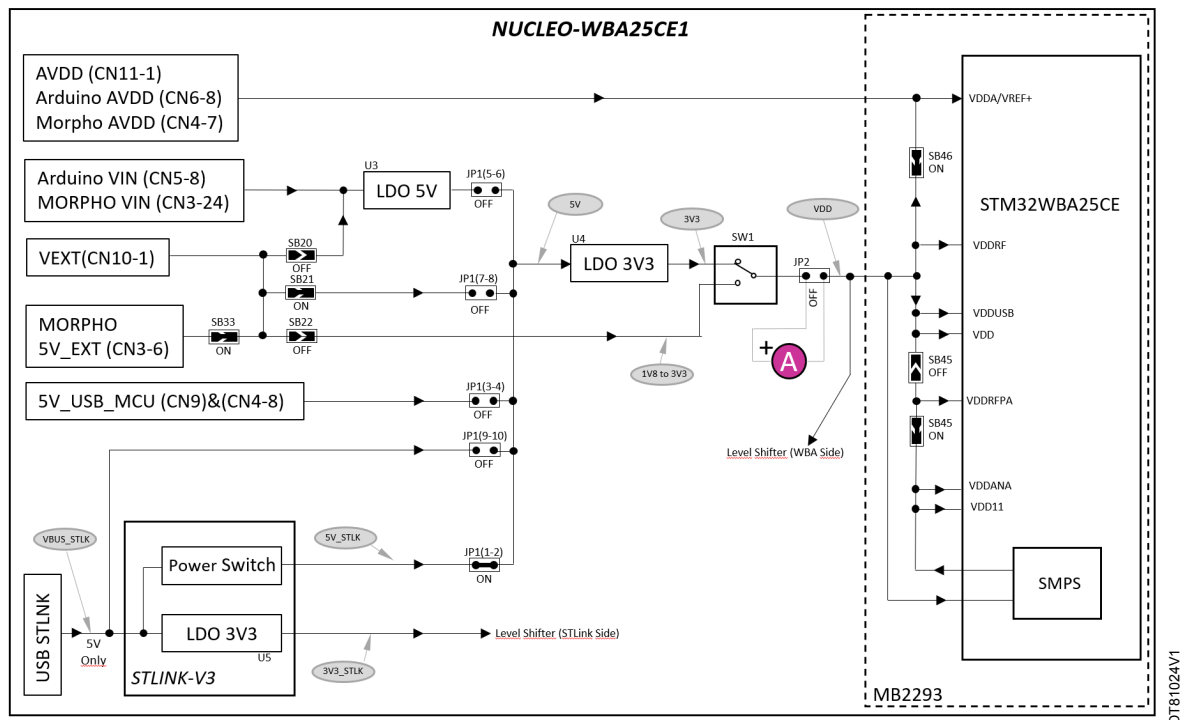 NUCLEO-WBA25CE1
AVDD (CN11-1)
Arduino AVDD (CN6-8)
Morpho AVDD (CN4-7)
Arduino VIN (CN5-8)
MORPHO VIN (CN3-24)
U3
LDO 5V
JP1(5-6)
OFF
VEXT(CN10-1)
SB20
OFF
SB21
ON
JP1(7-8)
OFF
MORPHO
5V_EXT (CN3-6)
SB33
ON
SB22
OFF
5V
U4
LDO 3V3
3V3
SW1
1V8 to 3V3
JP2
OFF
VDD
+
A
5V_USB_MCU (CN9)&(CN4-8)
JP1(3-4)
OFF
JP1(9-10)
OFF
Level Shifter (WBA Side)
VBUS_STLK
USB STLNK
5V
Only
Power Switch
LDO 3V3
U5
STLINK-V3
5V_STLK
JP1(1-2)
ON
3V3_STLK
Level Shifter (STLink Side)
VDDA/VREF+
SB46
ON
STM32WBA25CE
VDDRF
VDDUSB
VDD
SB45
OFF
VDDRFPA
SB45
ON
VDDANA
VDD11
SMPS
MB2293
DT81024V1